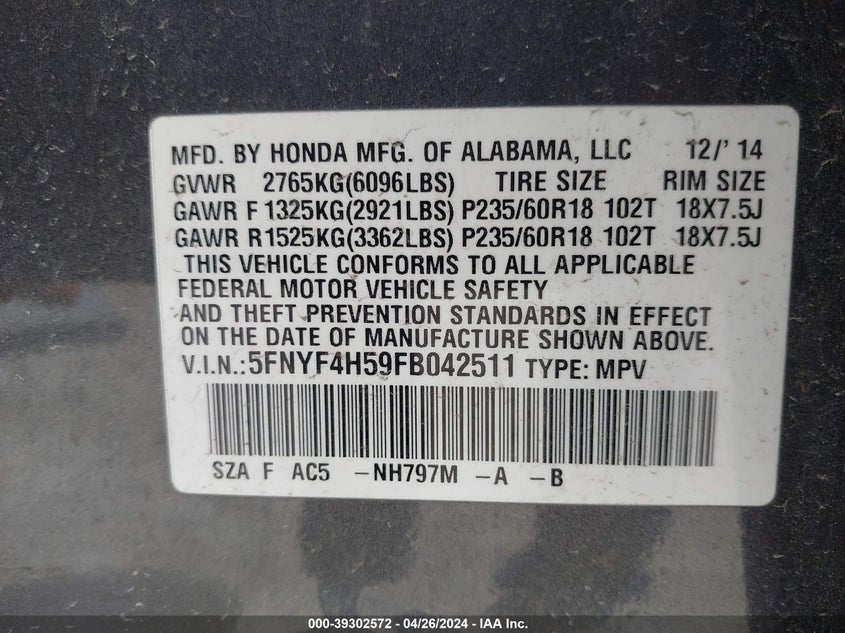 MFD. BY HONDA MFG. OF ALABAMA, LLC 12/' 14
GVWR 2765KG(6096LBS) TIRE SIZE RIM SIZE
GAWR F 1325KG(2921LBS) P235/60R18 102T 18X7.5J
GAWR R1525KG(3362LBS) P235/60R18 102T 18X7.5J
THIS VEHICLE CONFORMS TO ALL APPLICABLE
FEDERAL MOTOR VEHICLE SAFETY
AND THEFT PREVENTION STANDARDS IN EFFECT
ON THE DATE OF MANUFACTURE SHOWN ABOVE.
V.I.N.:5FNYF4H59FB042511 TYPE: MPV
SZA F AC5 -NH797M -A -B
000-39302572 - 04/26/2024 - IAA Inc.